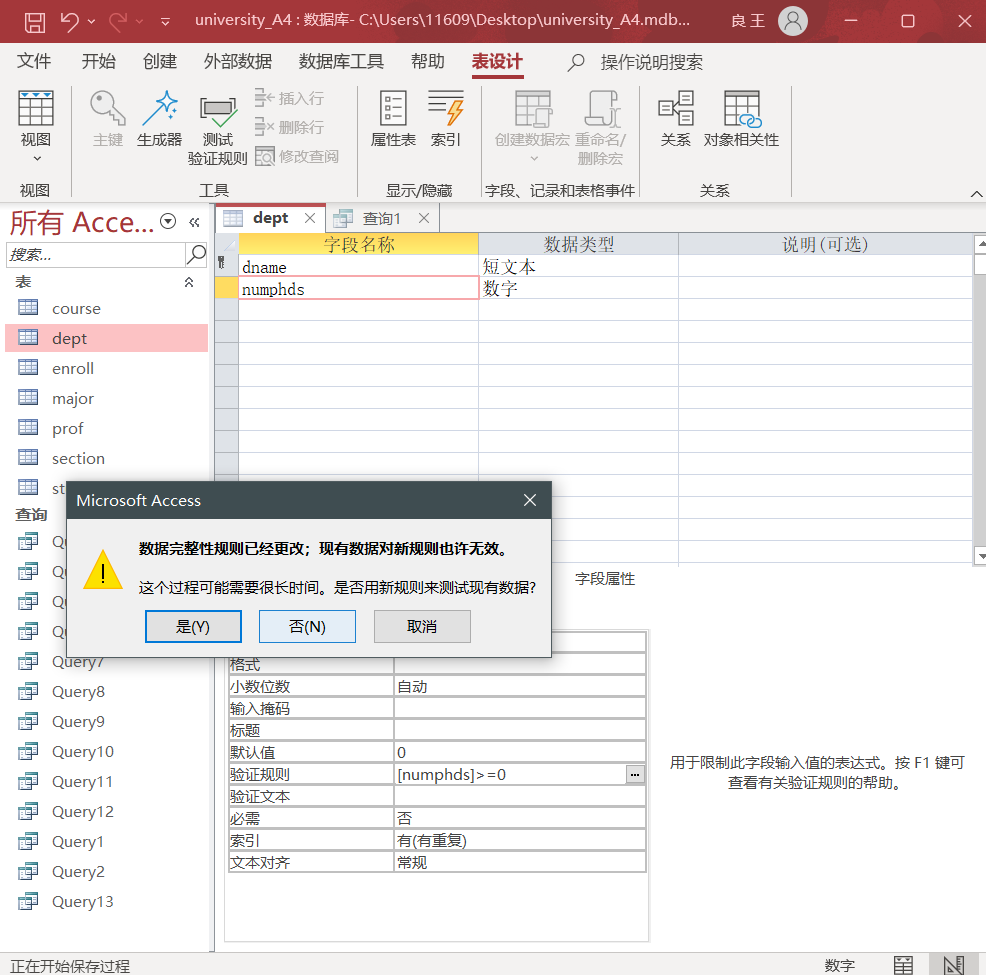 university_A4 : 数据库- C:\Users\11609\Desktop\university_A4.mdb...
良 王
文件 开始 创建 外部数据 数据库工具 帮助 表设计 操作说明搜索
视图
主键
生成器
测试
验证规则
插入行
删除行
修改查阅
属性表
索引
创建数据宏
重命名/
删除宏
关系
对象相关性
视图 工具 显示/隐藏 字段、记录和表格事件 关系
所有 Acce...
搜索...
表
course
dept
enroll
major
prof
section
st
查询
Qu
Qu
Qu
Qu
Query7
Query8
Query9
Query10
Query11
Query12
Query1
Query2
Query13
dept 查询1
字段名称 数据类型 说明(可选)
dname 短文本
numphds 数字
Microsoft Access
数据完整性规则已经更改；现有数据对新规则也许无效。
这个过程可能需要很长时间。是否用新规则来测试现有数据?
是(Y) 否(N) 取消
字段属性
格式
小数位数 自动
输入掩码
标题
默认值 0
验证规则 [numphds]>=0
验证文本
必需 否
索引 有(有重复)
文本对齐 常规
用于限制此字段输入值的表达式。按 F1 键可
查看有关验证规则的帮助。
正在开始保存过程
数字